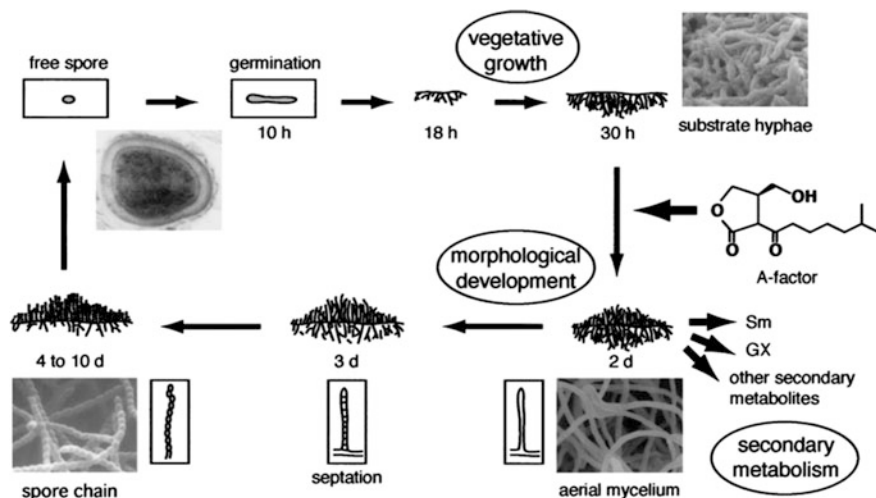 free spore
germination
10 h
18 h
vegetative
growth
30 h
substrate hyphae
OH
O
O
O
A-factor
morphological
development
4 to 10 d
3 d
2 d
Sm
GX
other secondary
metabolites
spore chain
septation
aerial mycelium
secondary
metabolism